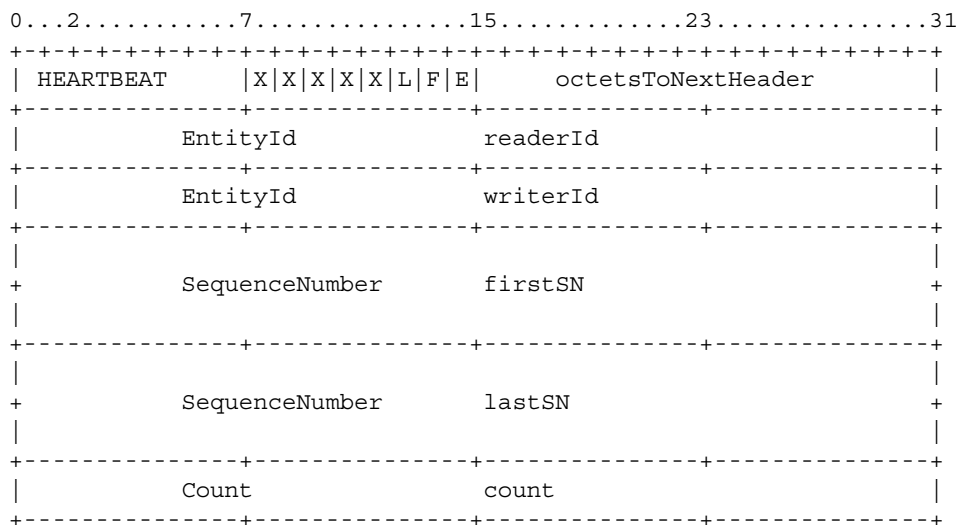 0...2...........7...............15.............23...............31
+-+-+-+-+-+-+-+-+-+-+-+-+-+-+-+-+-+-+-+-+-+-+-+-+-+-+-+-+-+-+-+-+
| HEARTBEAT |X|X|X|X|X|L|F|E| octetsToNextHeader |
+---------------+---------------+---------------+---------------+
| EntityId readerId |
+---------------+---------------+---------------+---------------+
| EntityId writerId |
+---------------+---------------+---------------+---------------+
| |
+ SequenceNumber firstSN +
| |
+---------------+---------------+---------------+---------------+
| |
+ SequenceNumber lastSN +
| |
+---------------+---------------+---------------+---------------+
| Count count |
+---------------+---------------+---------------+---------------+